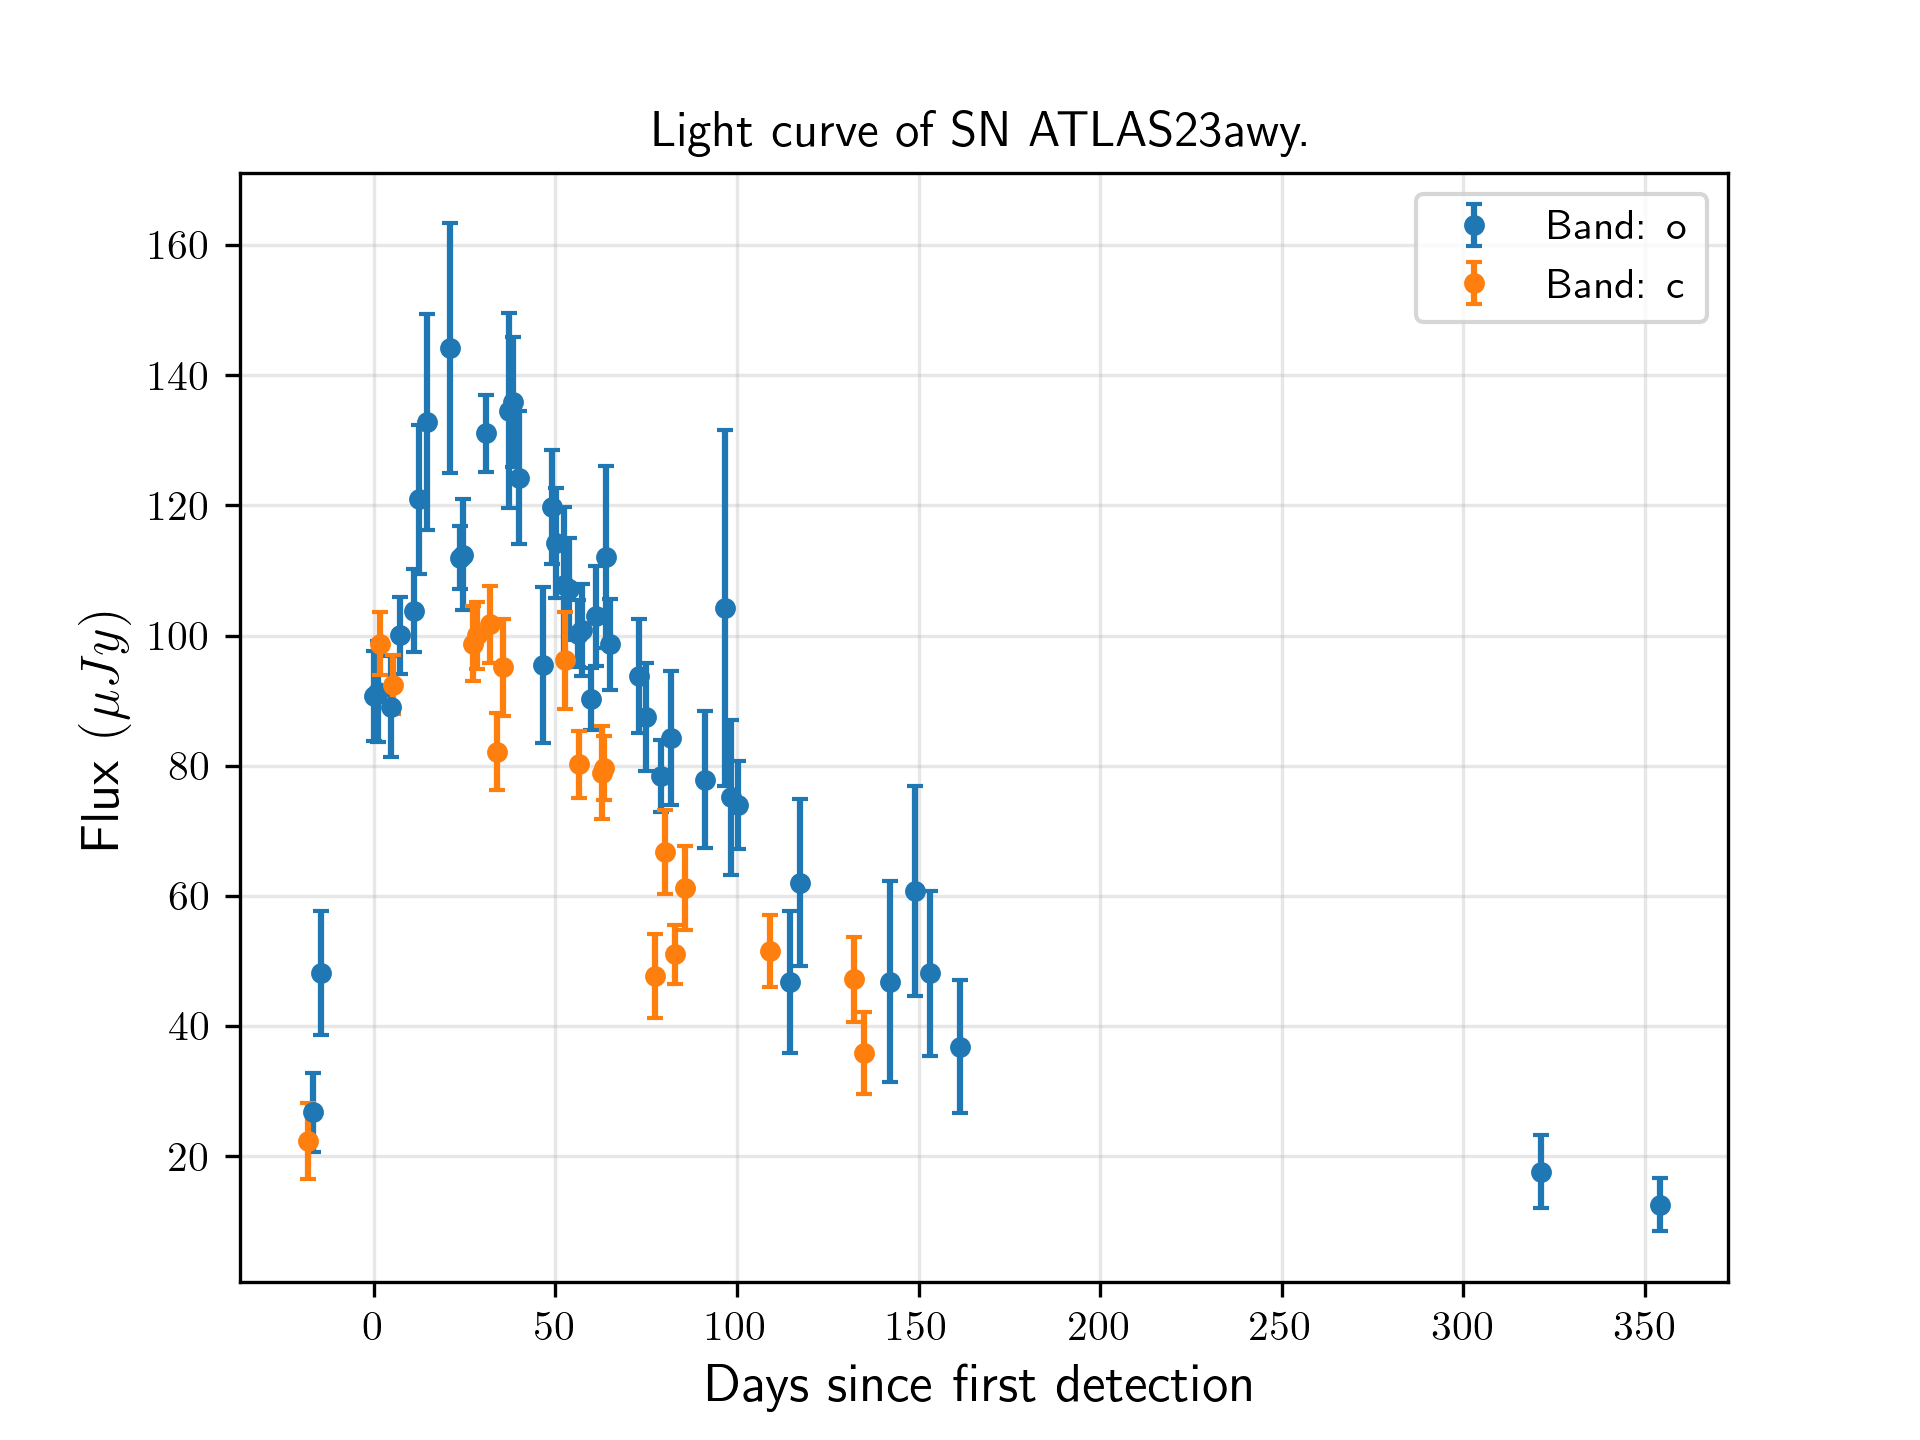 Light curve of SN ATLAS23awy.
Band: o
Band: c
160
140
120
100
80
60
40
20
Flux (μJy)
0 50 100 150 200 250 300 350
Days since first detection